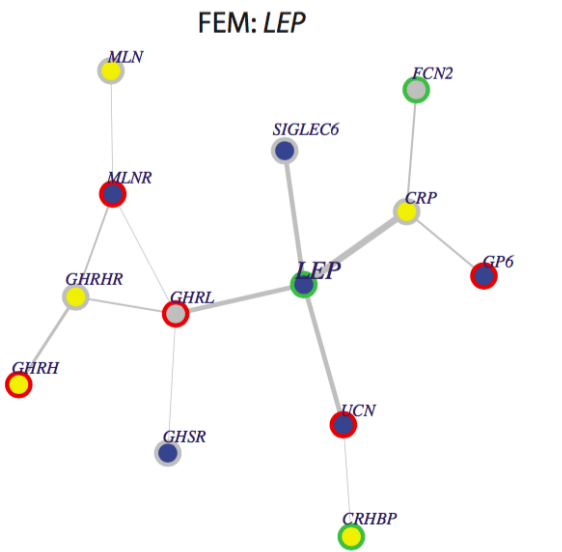 FEM: LEP
MLN
FCN2
SIGLEC6
MLNR
CRP
GP6
LEP
GHRHR
GHRL
GHRH
UCN
GHSR
CRHBP